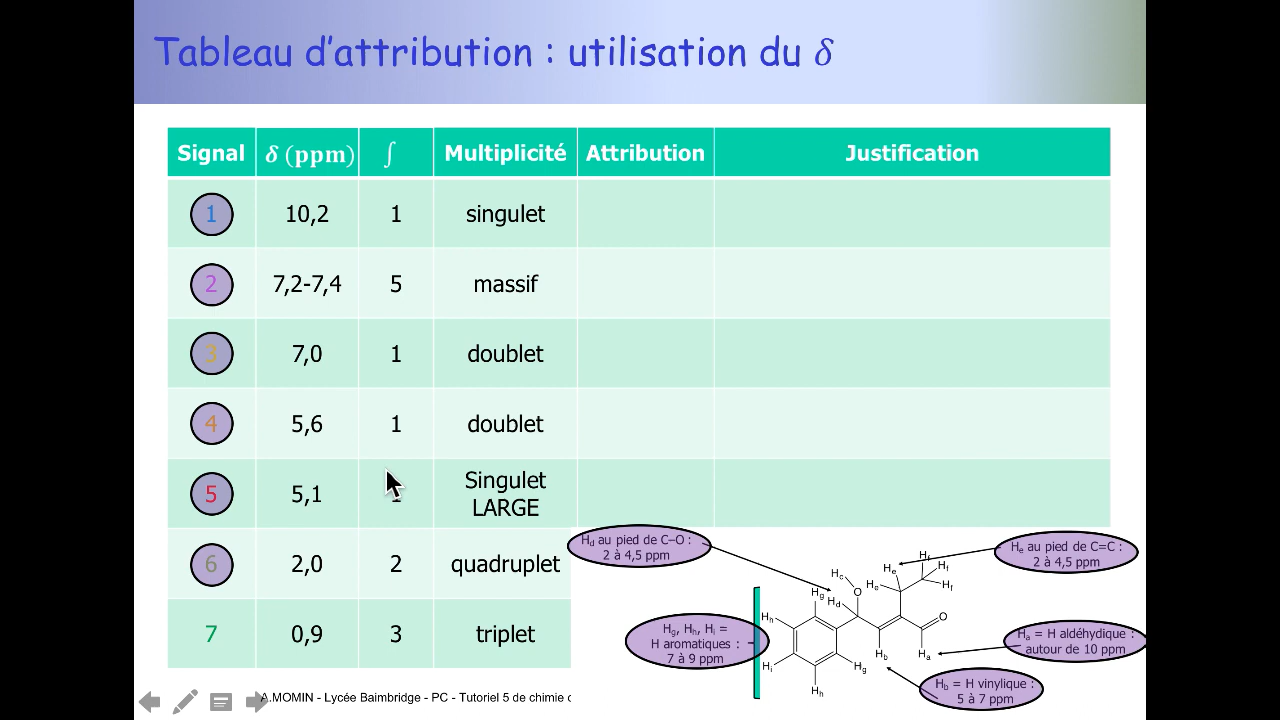 Tableau d'attribution : utilisation du δ
Signal δ (ppm) ∫ Multiplicité Attribution Justification
1 10,2 1 singulet
2 7,2-7,4 5 massif
3 7,0 1 doublet
4 5,6 1 doublet
5 5,1 1 Singulet
LARGE
6 2,0 2 quadruplet
7 0,9 3 triplet
Hd au pied de C–O :
2 à 4,5 ppm
He au pied de C=C :
2 à 4,5 ppm
Hg, Hh, Hi =
H aromatiques :
7 à 9 ppm
Ha = H aldéhydique :
autour de 10 ppm
Hb = H vinylique :
5 à 7 ppm
Hf
He Hf
Hc He Hf
Hg O
Hd
Hh O
Hb Ha
Hi Hg
Hh
A.MOMIN - Lycée Baimbridge - PC - Tutoriel 5 de chimie